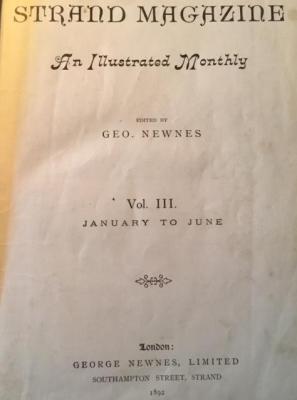 STRAND MAGAZINE
An Illustrated Monthly
EDITED BY
GEO. NEWNES
Vol. III.
JANUARY TO JUNE
London:
GEORGE NEWNES, LIMITED
SOUTHAMPTON STREET, STRAND
1892